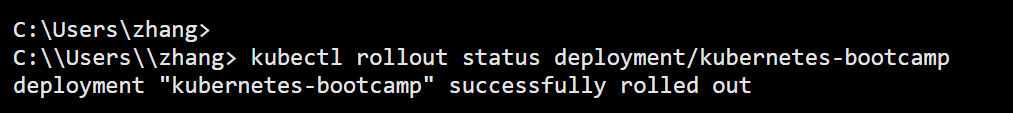 C:\Users\zhang>
C:\\Users\\zhang> kubectl rollout status deployment/kubernetes-bootcamp
deployment "kubernetes-bootcamp" successfully rolled out